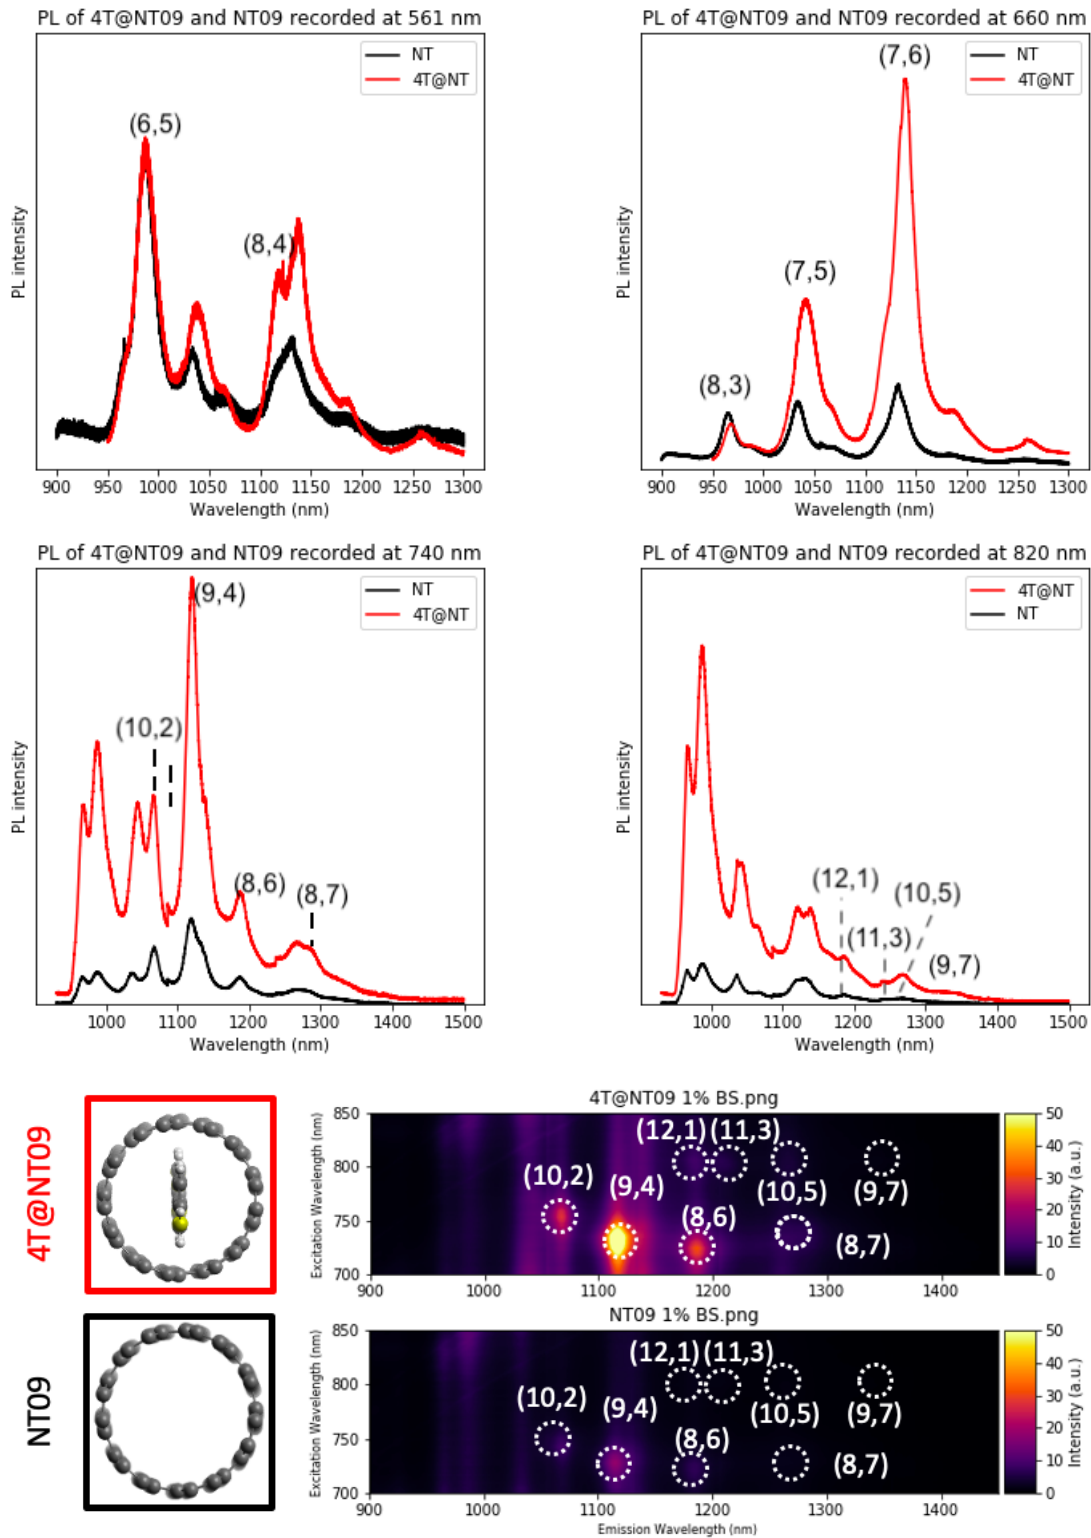 PL of 4T@NT09 and NT09 recorded at 561 nm
NT
4T@NT
(6,5)
(8,4)
PL intensity
900 950 1000 1050 1100 1150 1200 1250 1300
Wavelength (nm)
PL of 4T@NT09 and NT09 recorded at 660 nm
NT
4T@NT
(7,6)
(7,5)
(8,3)
PL intensity
900 950 1000 1050 1100 1150 1200 1250 1300
Wavelength (nm)
PL of 4T@NT09 and NT09 recorded at 740 nm
NT
4T@NT
(9,4)
(10,2)
(8,6)
(8,7)
PL intensity
1000 1100 1200 1300 1400 1500
Wavelength (nm)
PL of 4T@NT09 and NT09 recorded at 820 nm
4T@NT
NT
(12,1)
(10,5)
(11,3)
(9,7)
PL intensity
1000 1100 1200 1300 1400 1500
Wavelength (nm)
4T@NT09
4T@NT09 1% BS.png
Excitation Wavelength (nm)
850
800
750
700
(12,1) (11,3)
(10,2)
(9,4)
(8,6)
(10,5)
(9,7)
(8,7)
900 1000 1100 1200 1300 1400
50
40
30
20
10
0
Intensity (a.u.)
NT09
NT09 1% BS.png
Excitation Wavelength (nm)
850
800
750
700
(12,1) (11,3)
(10,2)
(9,4)
(8,6)
(10,5)
(9,7)
(8,7)
900 1000 1100 1200 1300 1400
Emission Wavelength (nm)
50
40
30
20
10
0
Intensity (a.u.)